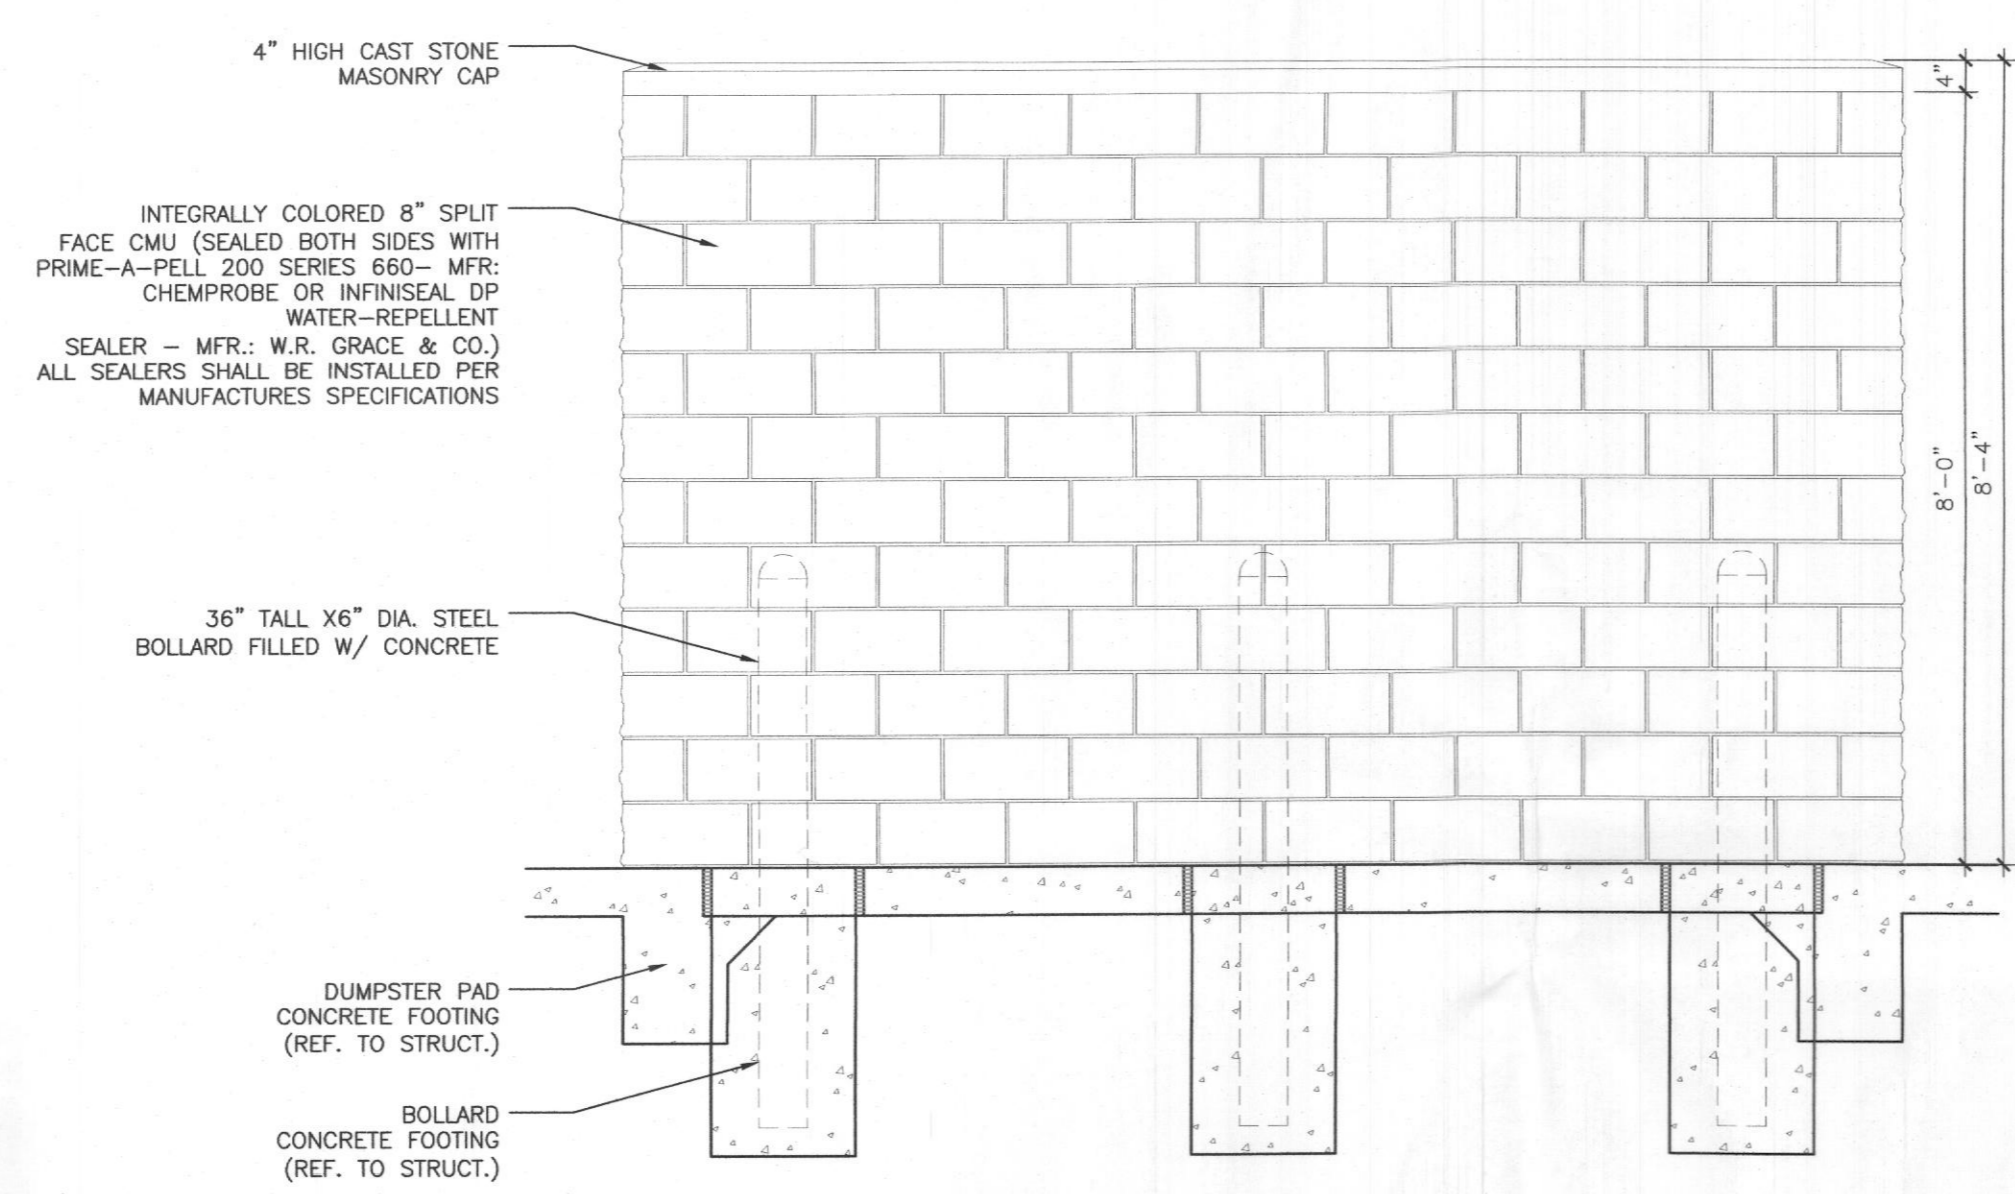 4” HIGH CAST STONE
MASONRY CAP
INTEGRALLY COLORED 8” SPLIT
FACE CMU (SEALED BOTH SIDES WITH
PRIME-A-PELL 200 SERIES 660- MFR:
CHEMPROBE OR INFINISEAL DP
WATER-REPELLENT
SEALER - MFR.: W.R. GRACE & CO.)
ALL SEALERS SHALL BE INSTALLED PER
MANUFACTURES SPECIFICATIONS
36” TALL X6” DIA. STEEL
BOLLARD FILLED W/ CONCRETE
DUMPSTER PAD
CONCRETE FOOTING
(REF. TO STRUCT.)
BOLLARD
CONCRETE FOOTING
(REF. TO STRUCT.)
4”
8’-0”
8’-4”